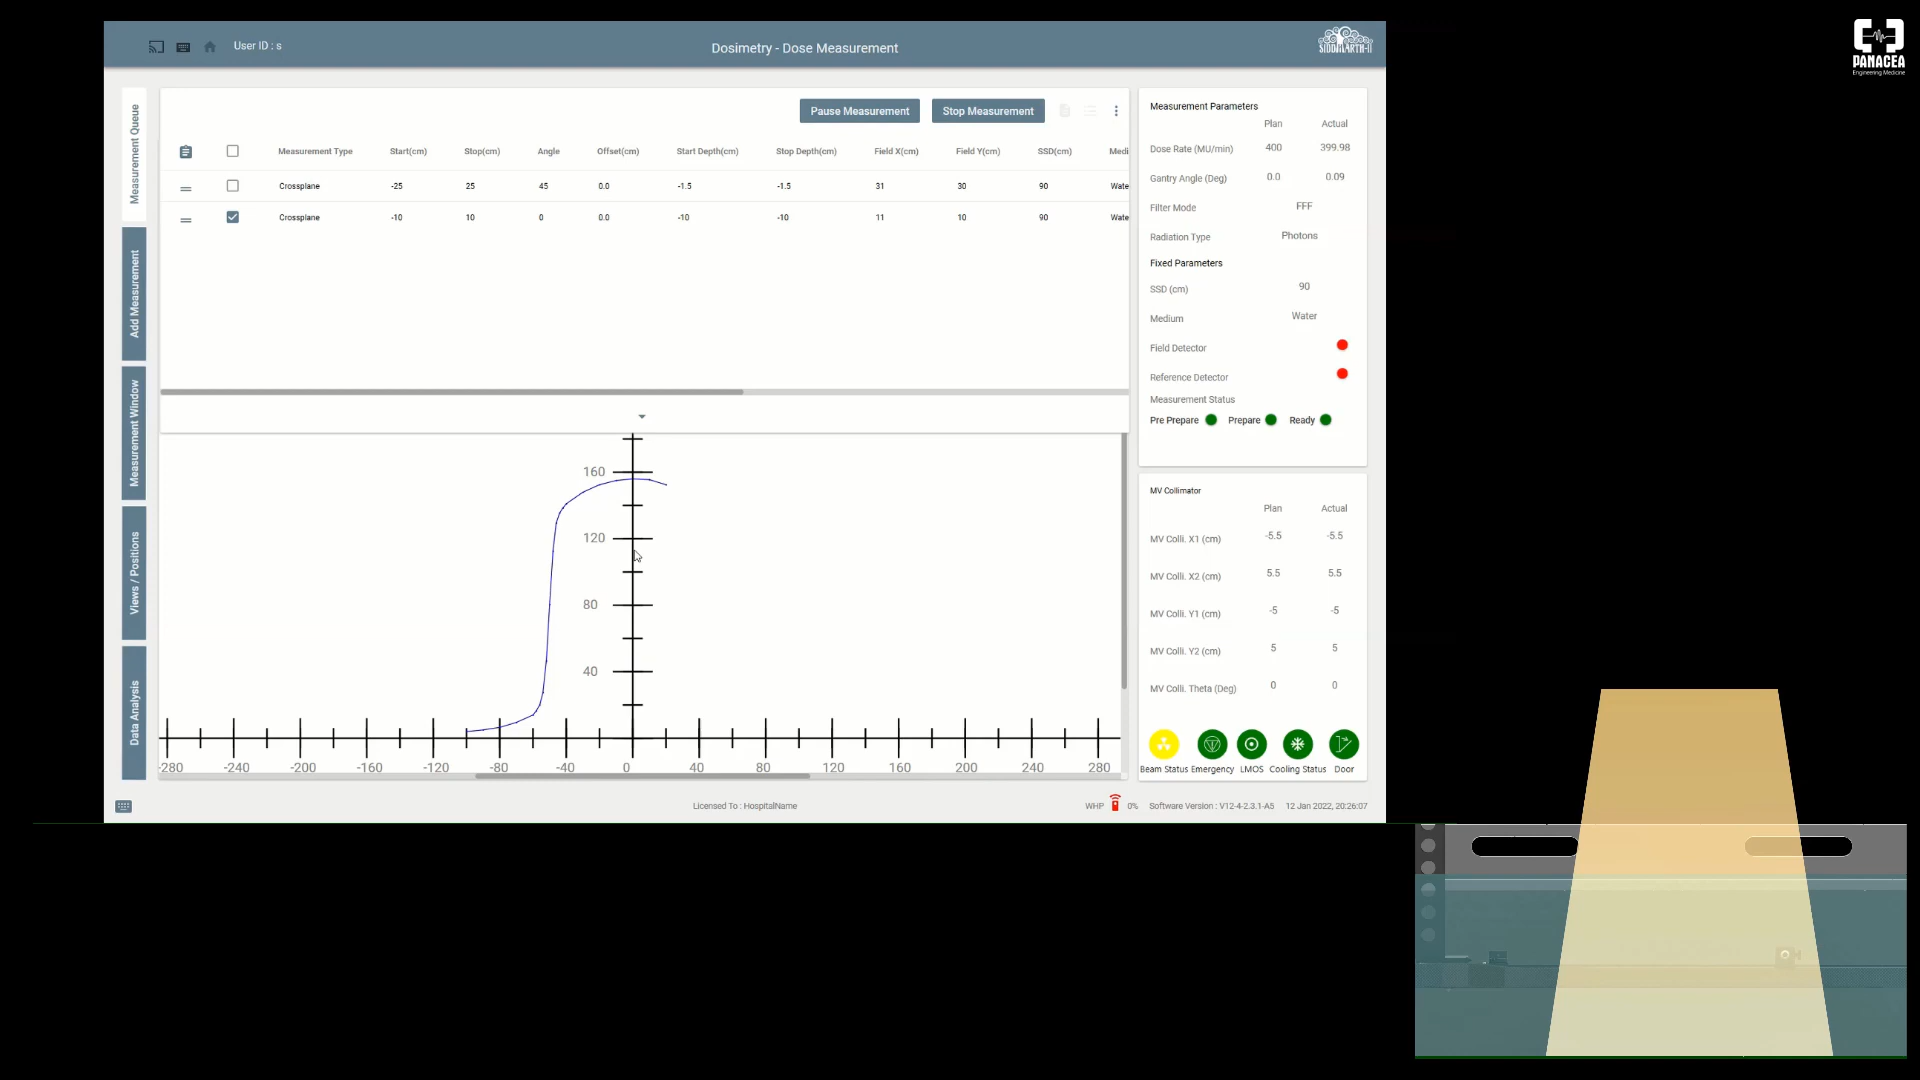 User ID : s
Dosimetry - Dose Measurement
SIDDHARTH-II
PANACEA
Engineering Medicine
Measurement Queue
Add Measurement
Measurement Window
Views / Positions
Data Analysis
Pause Measurement
Stop Measurement
Measurement Type Start(cm) Stop(cm) Angle Offset(cm) Start Depth(cm) Stop Depth(cm) Field X(cm) Field Y(cm) SSD(cm) Medi
Crossplane -25 25 45 0.0 -1.5 -1.5 31 30 90 Wate
Crossplane -10 10 0 0.0 -10 -10 11 10 90 Wate
160
120
80
40
-280 -240 -200 -160 -120 -80 -40 0 40 80 120 160 200 240 280
Measurement Parameters
Plan Actual
Dose Rate (MU/min) 400 399.98
Gantry Angle (Deg) 0.0 0.09
Filter Mode FFF
Radiation Type Photons
Fixed Parameters
SSD (cm) 90
Medium Water
Field Detector
Reference Detector
Measurement Status
Pre Prepare Prepare Ready
MV Collimator
Plan Actual
MV Colli. X1 (cm) -5.5 -5.5
MV Colli. X2 (cm) 5.5 5.5
MV Colli. Y1 (cm) -5 -5
MV Colli. Y2 (cm) 5 5
MV Colli. Theta (Deg) 0 0
Beam Status Emergency LMOS Cooling Status Door
Licensed To : HospitalName
WHP 0% Software Version : V12-4-2.3.1-A5 12 Jan 2022, 20:26:07